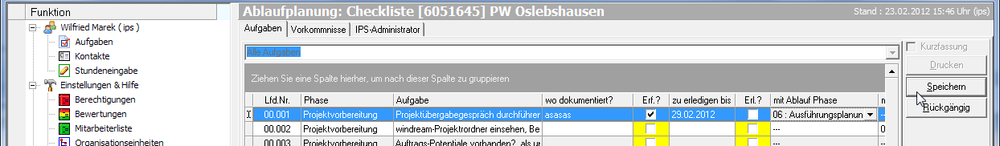 Funktion
Wilfried Marek ( ips )
Aufgaben
Kontakte
Stundeneingabe
Einstellungen & Hilfe
Berechtigungen
Bewertungen
Mitarbeiterliste
Organisationseinheiten
Ablaufplanung: Checkliste [6051645] PW Oslebshausen
Stand : 23.02.2012 15:46 Uhr (ips)
Aufgaben Vorkommnisse IPS-Administrator
Alle Aufgaben
Ziehen Sie eine Spalte hierher, um nach dieser Spalte zu gruppieren
Lfd.Nr. Phase Aufgabe wo dokumentiert? Erf.? zu erledigen bis Erl.? mit Ablauf Phase n
00.001 Projektvorbereitung Projektübergabegespräch durchführer asasas 29.02.2012 06 : Ausführungsplanun ---
00.002 Projektvorbereitung windream-Projektrordner einsehen, Be --- 0
00.003 Projektvorbereitung Auftrags-Potentiale vorhanden?, als ur ---
Kurzfassung
Drucken
Speichern
Rückgängig